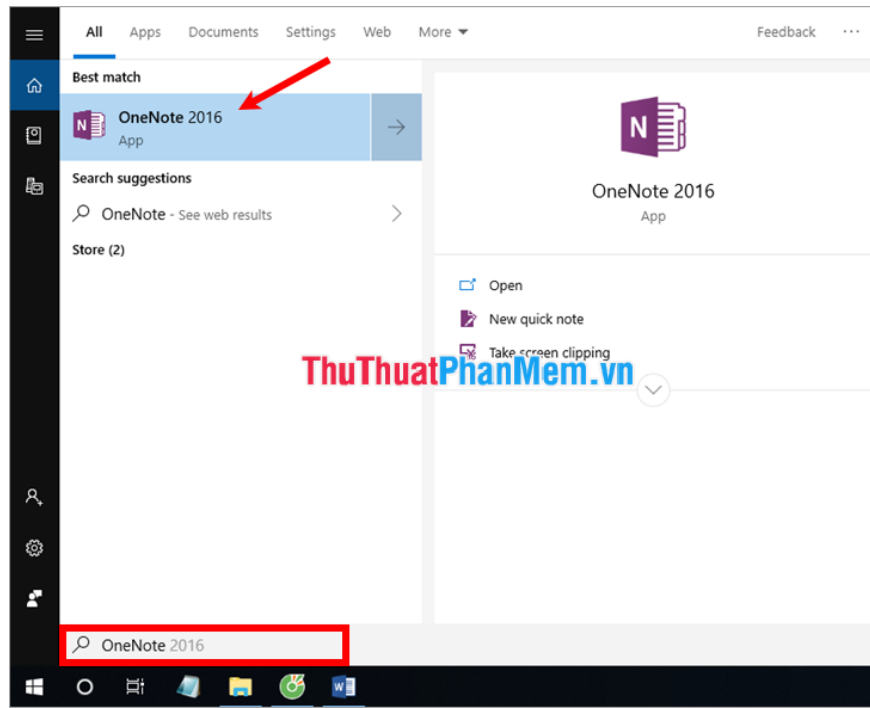 All Apps Documents Settings Web More Feedback ...
Best match
OneNote 2016
App
Search suggestions
OneNote - See web results
Store (2)
N
OneNote 2016
App
Open
New quick note
Take screen clipping
ThuThuatPhanMem.vn
OneNote 2016